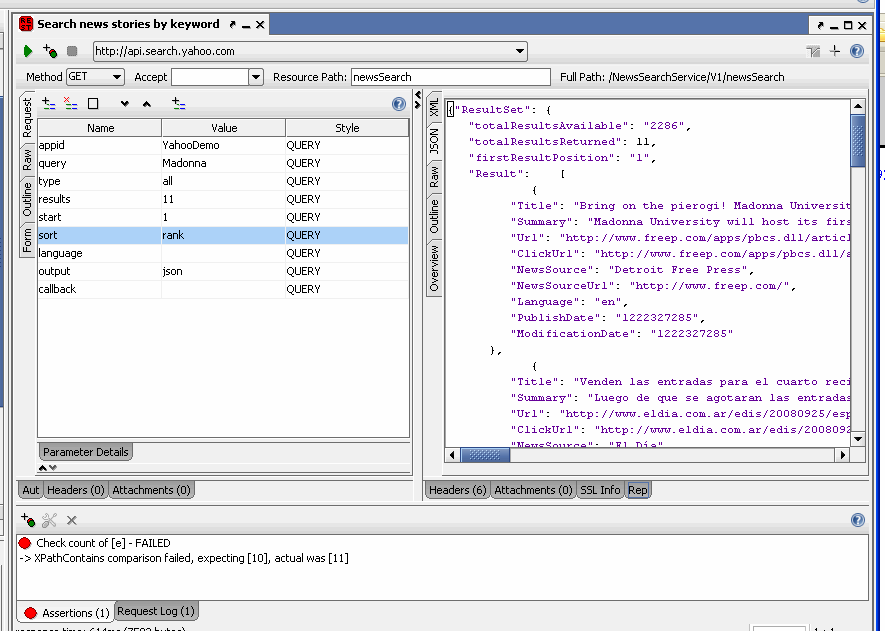 Search news stories by keyword
http://api.search.yahoo.com
Method GET Accept Resource Path: newsSearch Full Path: /NewsSearchService/V1/newsSearch
Request
Raw
Outline
Form
Name Value Style
appid YahooDemo QUERY
query Madonna QUERY
type all QUERY
results 11 QUERY
start 1 QUERY
sort rank QUERY
language QUERY
output json QUERY
callback QUERY
Parameter Details
Aut Headers (0) Attachments (0)
XML
JSON
Raw
Outline
Overview
{"ResultSet": {
"totalResultsAvailable": "2286",
"totalResultsReturned": 11,
"firstResultPosition": "1",
"Result": [
{
"Title": "Bring on the pierogi! Madonna Universit
"Summary": "Madonna University will host its firs
"Url": "http://www.freep.com/apps/pbcs.dll/articl
"ClickUrl": "http://www.freep.com/apps/pbcs.dll/a
"NewsSource": "Detroit Free Press",
"NewsSourceUrl": "http://www.freep.com/",
"Language": "en",
"PublishDate": "1222327285",
"ModificationDate": "1222327285"
},
{
"Title": "Venden las entradas para el cuarto reci
"Summary": "Luego de que se agotaran las entradas
"Url": "http://www.eldia.com.ar/edis/20080925/esp
"ClickUrl": "http://www.eldia.com.ar/edis/2008092
"NewsSource": "El Día"
Headers (6) Attachments (0) SSL Info Rep
Check count of [e] - FAILED
-> XPathContains comparison failed, expecting [10], actual was [11]
Assertions (1) Request Log (1)